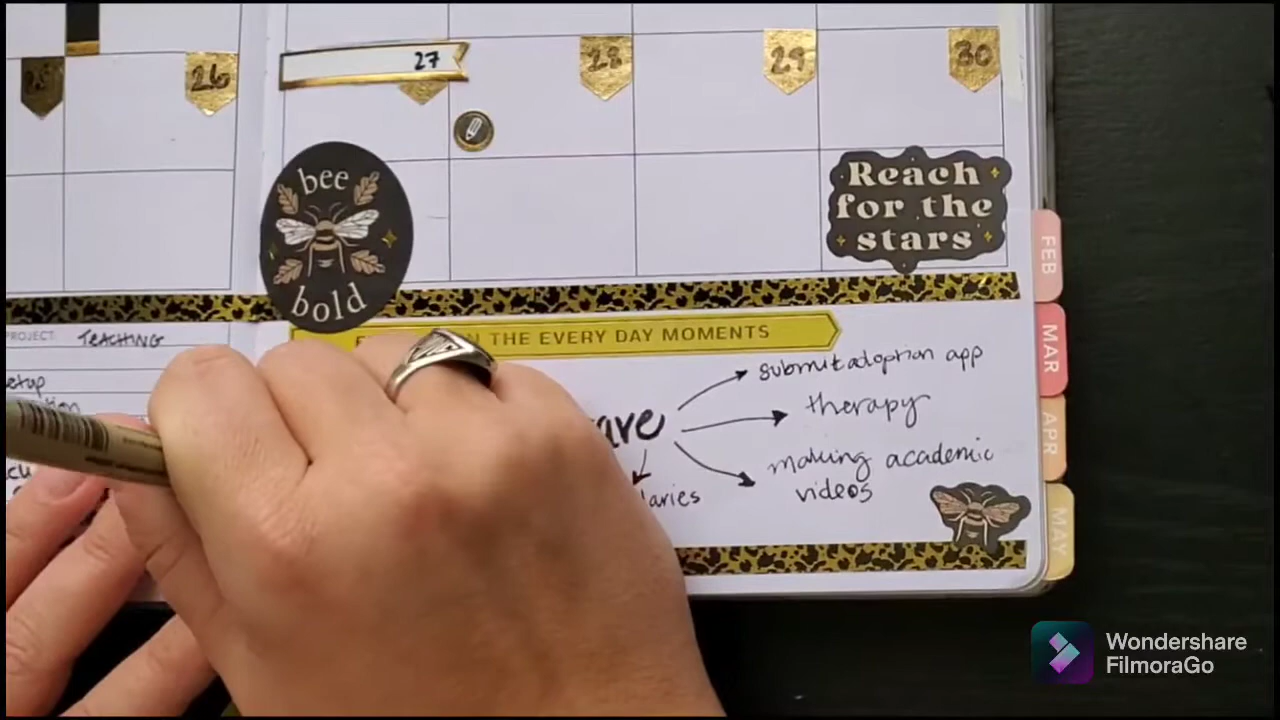 27
26
28
29
30
bee
bold
Reach
for the
stars
FEB
MAR
APR
MAY
PROJECT: TEACHING
THE EVERY DAY MOMENTS
submit adoption app
therapy
making academic
videos
Wondershare
FilmoraGo